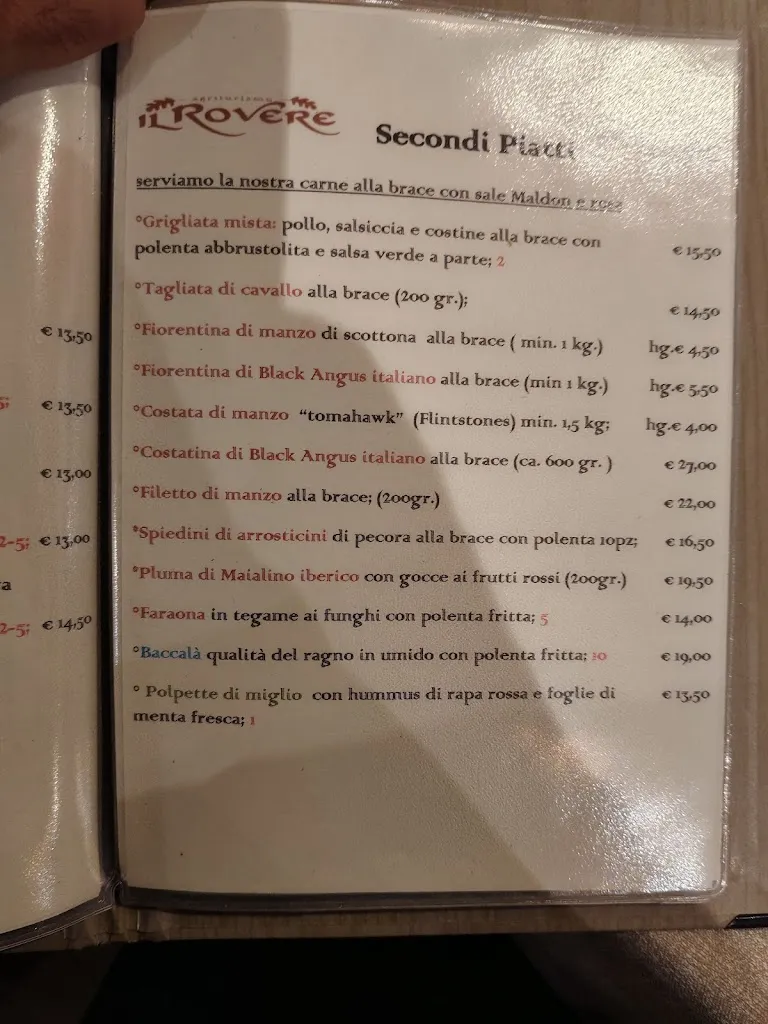 agriturismo
IL ROVERE
Secondi Piatti
serviamo la nostra carne alla brace con sale Maldon e
°Grigliata mista: pollo, salsiccia e costine alla brace con
polenta abbrustolita e salsa verde a parte; 2 € 15,50
°Tagliata di cavallo alla brace (200 gr.); € 14,50
°Fiorentina di manzo di scottona alla brace ( min. 1 kg.) hg.€ 4,50
°Fiorentina di Black Angus italiano alla brace (min 1 kg.) hg.€ 5,50
°Costata di manzo “tomahawk” (Flintstones) min. 1,5 kg; hg.€ 4,00
°Costatina di Black Angus italiano alla brace (ca. 600 gr. ) € 27,00
°Filetto di manzo alla brace; (200gr.) € 22,00
*Spiedini di arrosticini di pecora alla brace con polenta 10pz; € 16,50
*Pluma di Maialino iberico con gocce ai frutti rossi (200gr.) € 19,50
°Faraona in tegame ai funghi con polenta fritta; 5 € 14,00
°Baccalà qualità del ragno in umido con polenta fritta; 10 € 19,00
° Polpette di miglio con hummus di rapa rossa e foglie di € 13,50
menta fresca; 1
€ 13,50
5; € 13,50
€ 13,00
2-5; € 13,00
a
2-5; € 14,50